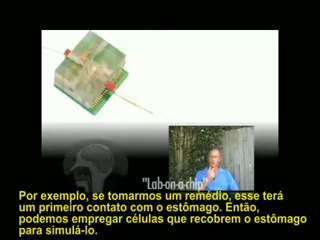 "Lab-on-a-chip"
Por exemplo, se tomarmos um remédio, esse terá
um primeiro contato com o estômago. Então,
podemos empregar células que recobrem o estômago
para simulá-lo.